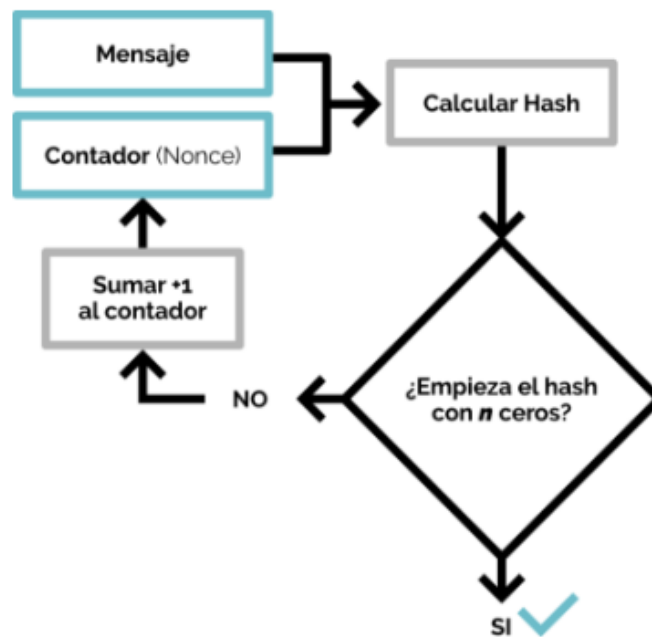 Mensaje
Contador (Nonce)
Calcular Hash
Sumar +1
al contador
¿Empieza el hash
con n ceros?
NO
SI